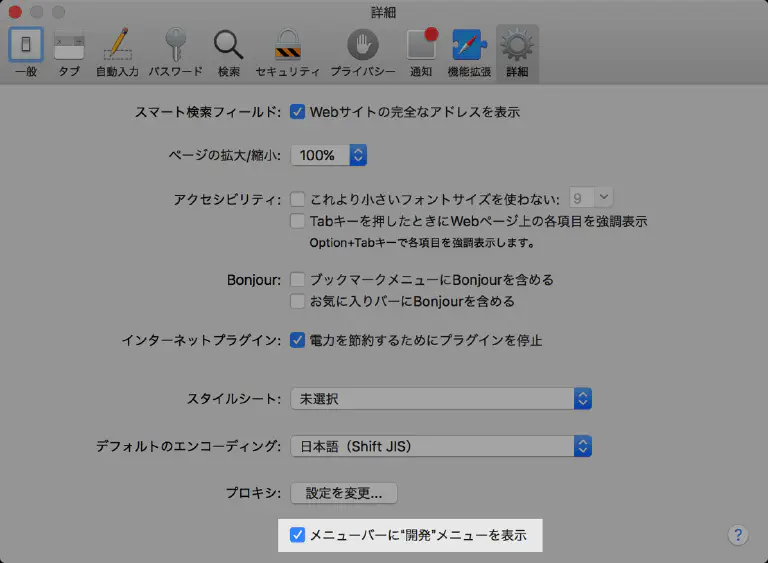 詳細
一般 タブ 自動入力 パスワード 検索 セキュリティ プライバシー 通知 機能拡張 詳細
スマート検索フィールド: Webサイトの完全なアドレスを表示
ページの拡大/縮小: 100%
アクセシビリティ: これより小さいフォントサイズを使わない: 9
Tabキーを押したときにWebページ上の各項目を強調表示
Option+Tabキーで各項目を強調表示します。
Bonjour: ブックマークメニューにBonjourを含める
お気に入りバーにBonjourを含める
インターネットプラグイン: 電力を節約するためにプラグインを停止
スタイルシート: 未選択
デフォルトのエンコーディング: 日本語（Shift JIS）
プロキシ: 設定を変更...
メニューバーに“開発”メニューを表示
?